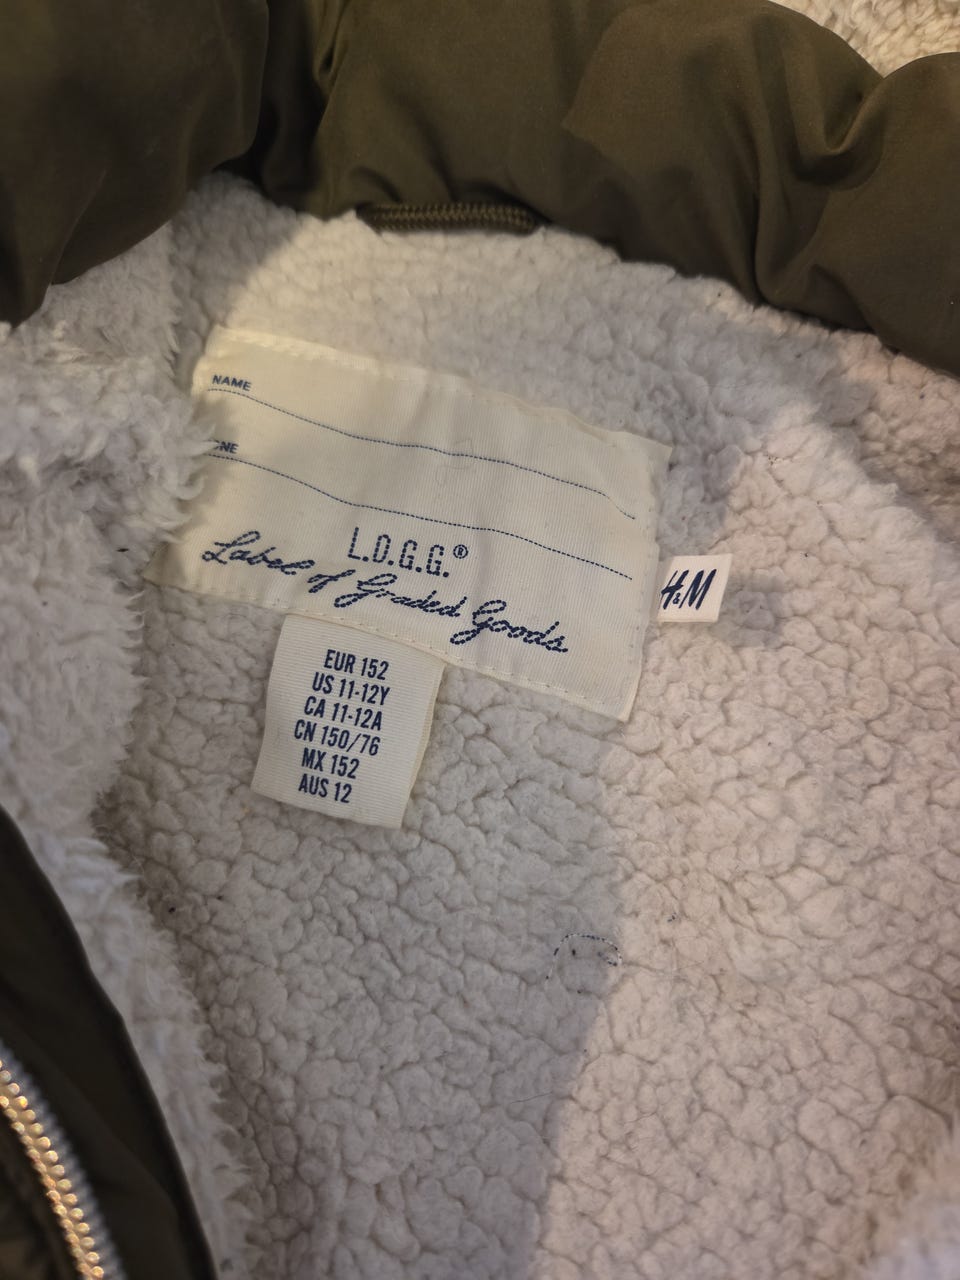 NAME
L.O.G.G.®
Label of Graded Goods
H&M
EUR 152
US 11-12Y
CA 11-12A
CN 150/76
MX 152
AUS 12